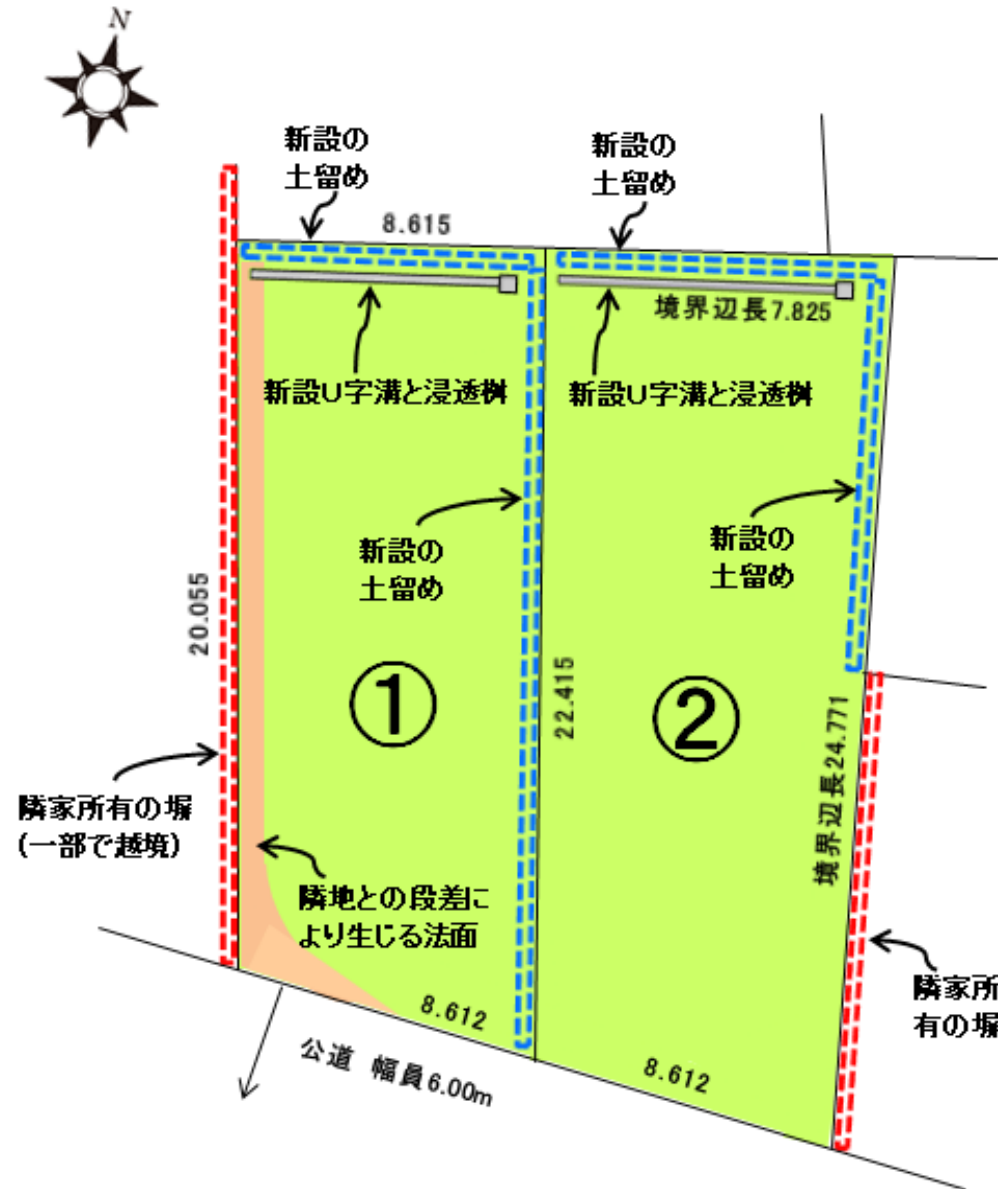 N
新設の
土留め
新設の
土留め
8.615
境界辺長7.825
新設U字溝と浸透桝
新設U字溝と浸透桝
新設の
土留め
新設の
土留め
20.055
①
22.415
②
境界辺長24.771
隣家所有の塀
(一部で越境)
隣地との段差に
より生じる法面
隣家所
有の塀
8.612
公道 幅員6.00m
8.612